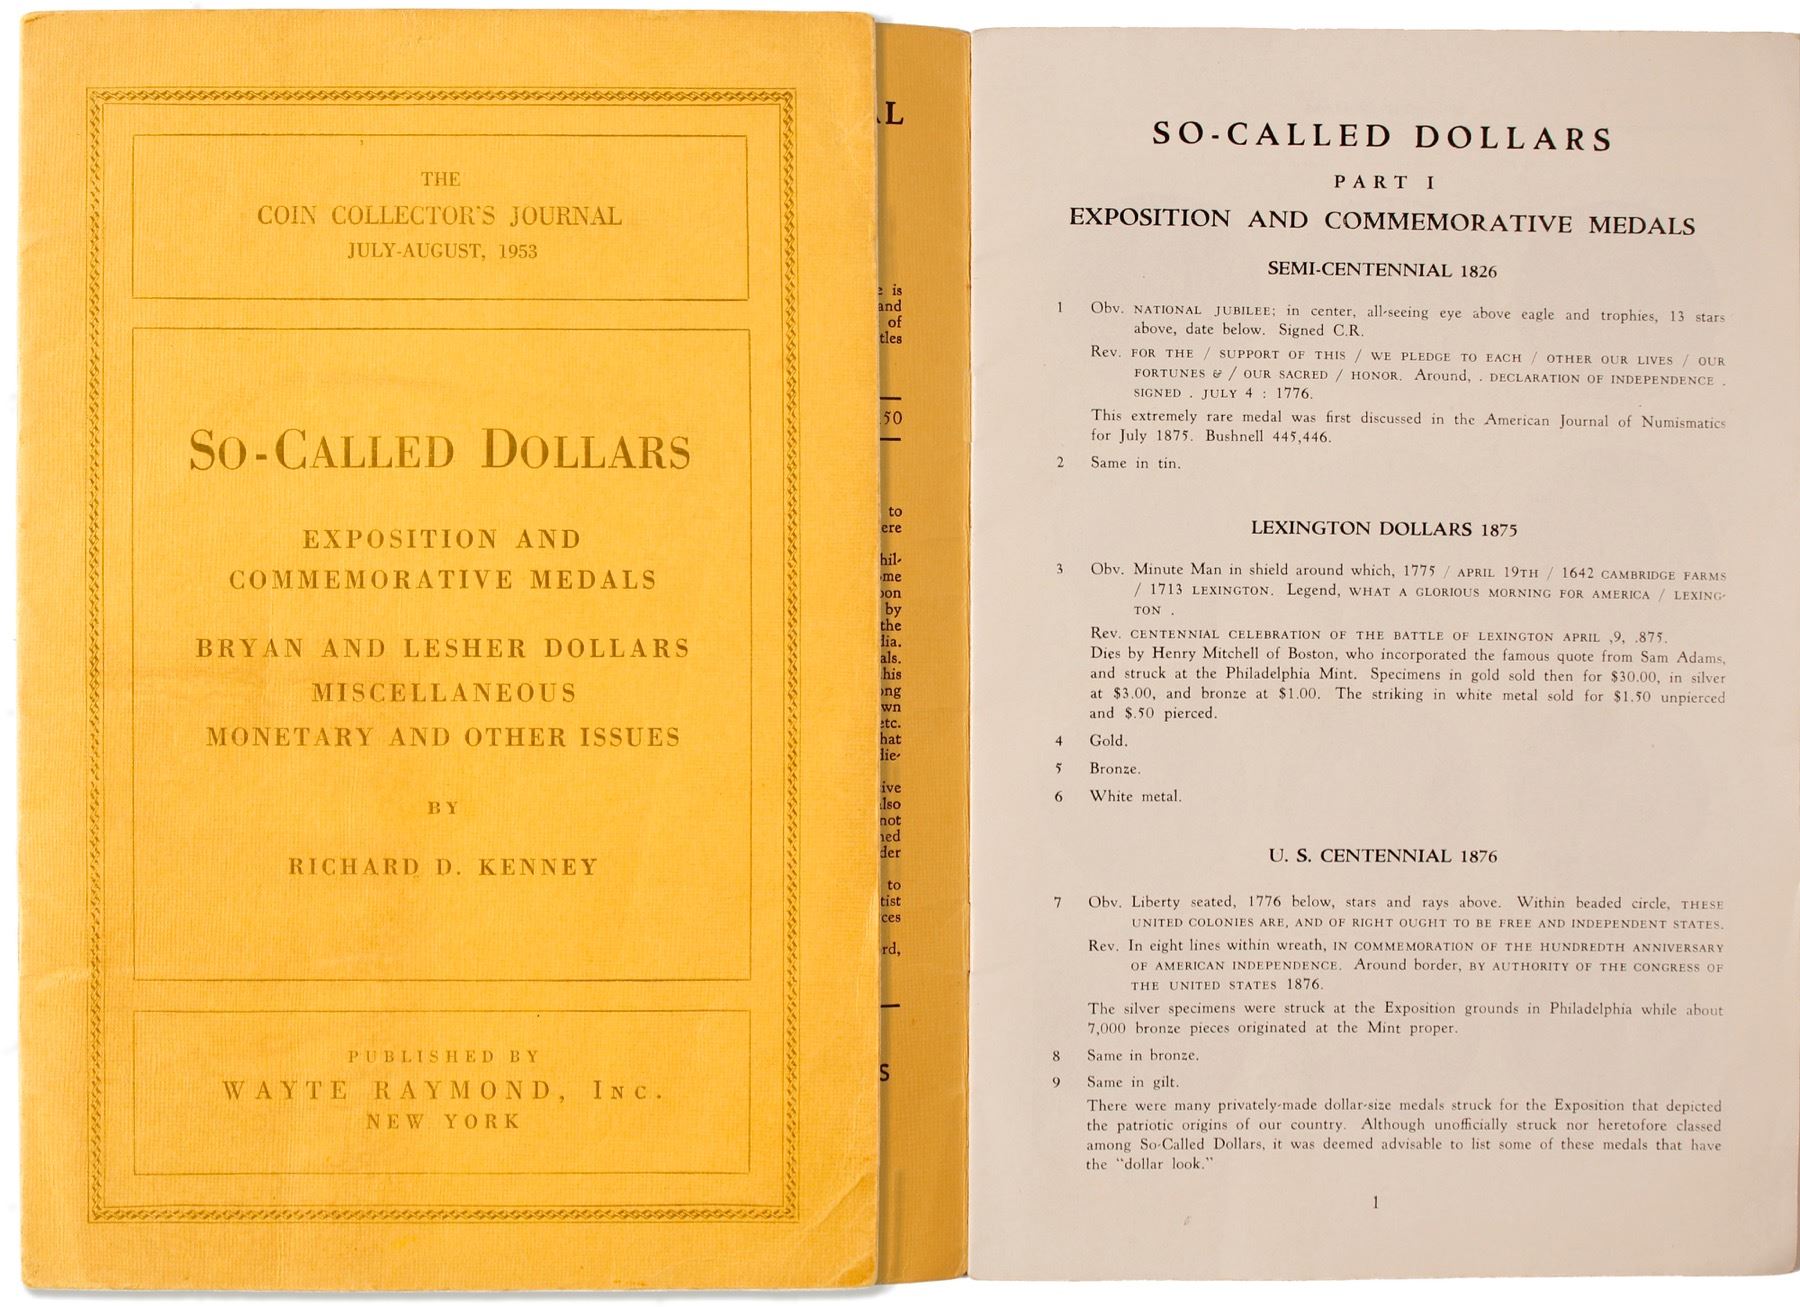 THE
COIN COLLECTOR'S JOURNAL
JULY-AUGUST, 1953
SO-CALLED DOLLARS
EXPOSITION AND
COMMEMORATIVE MEDALS
BRYAN AND LESHER DOLLARS
MISCELLANEOUS
MONETARY AND OTHER ISSUES
BY
RICHARD D. KENNEY
PUBLISHED BY
WAYTE RAYMOND, INC.
NEW YORK
L
is
and
of
50
to
me
by
the
his
etc.
to
S
SO-CALLED DOLLARS
PART I
EXPOSITION AND COMMEMORATIVE MEDALS
SEMI-CENTENNIAL 1826
1 Obv. NATIONAL JUBILEE; in center, all-seeing eye above eagle and trophies, 13 stars
above, date below. Signed C.R.
Rev. FOR THE / SUPPORT OF THIS / WE PLEDGE TO EACH / OTHER OUR LIVES / OUR
FORTUNES & / OUR SACRED / HONOR. Around, . DECLARATION OF INDEPENDENCE .
SIGNED . JULY 4 : 1776.
This extremely rare medal was first discussed in the American Journal of Numismatics
for July 1875. Bushnell 445,446.
2 Same in tin.
LEXINGTON DOLLARS 1875
3 Obv. Minute Man in shield around which, 1775 / APRIL 19TH / 1642 CAMBRIDGE FARMS
/ 1713 LEXINGTON. Legend, WHAT A GLORIOUS MORNING FOR AMERICA / LEXING-
TON .
Rev. CENTENNIAL CELEBRATION OF THE BATTLE OF LEXINGTON APRIL ,9, .875.
Dies by Henry Mitchell of Boston, who incorporated the famous quote from Sam Adams,
and struck at the Philadelphia Mint. Specimens in gold sold then for $30.00, in silver
at $3.00, and bronze at $1.00. The striking in white metal sold for $1.50 unpierced
and $.50 pierced.
4 Gold.
5 Bronze.
6 White metal.
U. S. CENTENNIAL 1876
7 Obv. Liberty seated, 1776 below, stars and rays above. Within beaded circle, THESE
UNITED COLONIES ARE, AND OF RIGHT OUGHT TO BE FREE AND INDEPENDENT STATES.
Rev. In eight lines within wreath, IN COMMEMORATION OF THE HUNDREDTH ANNIVERSARY
OF AMERICAN INDEPENDENCE. Around border, BY AUTHORITY OF THE CONGRESS OF
THE UNITED STATES 1876.
The silver specimens were struck at the Exposition grounds in Philadelphia while about
7,000 bronze pieces originated at the Mint proper.
8 Same in bronze.
9 Same in gilt.
There were many privately-made dollar-size medals struck for the Exposition that depicted
the patriotic origins of our country. Although unofficially struck nor heretofore classed
among So-Called Dollars, it was deemed advisable to list some of these medals that have
the "dollar look."
1